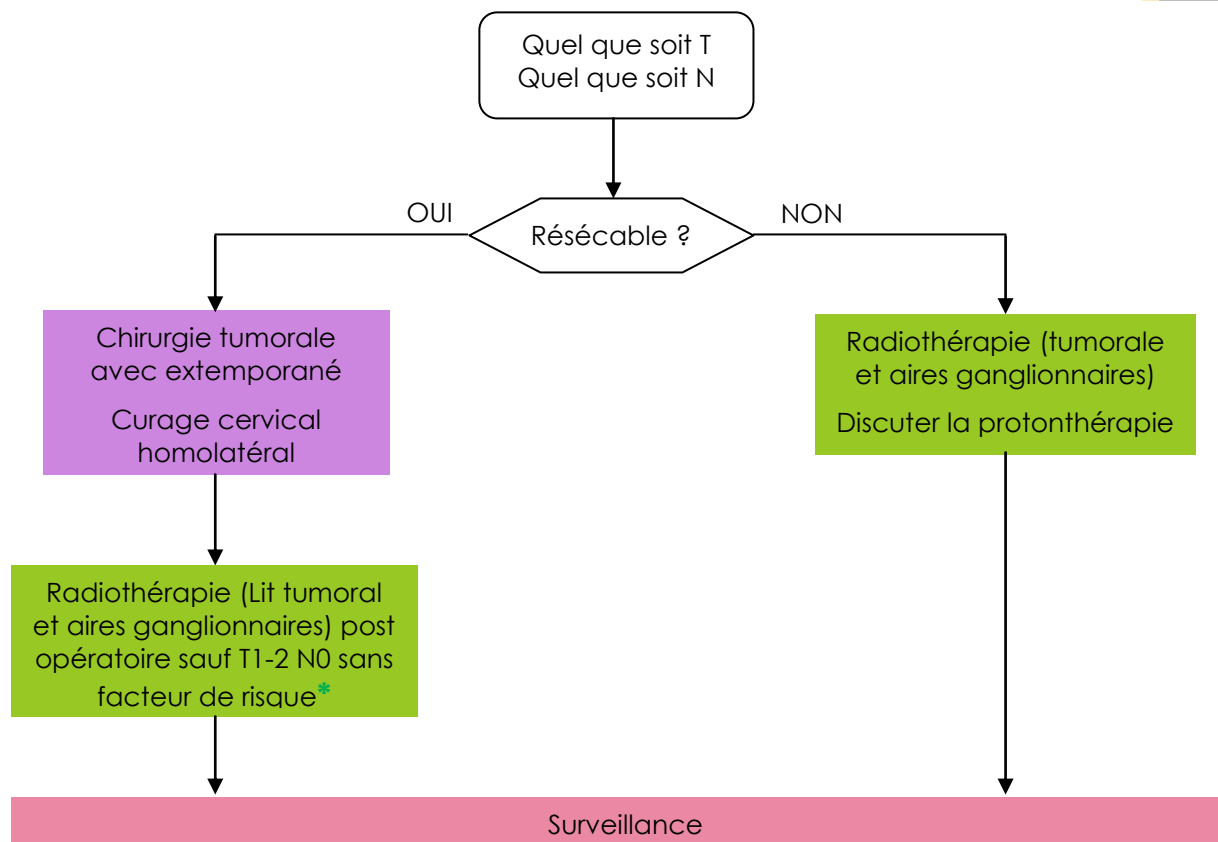 Quel que soit T
Quel que soit N
OUI
Résécable ?
NON
Chirurgie tumorale
avec extemporané
Curage cervical
homolatéral
Radiothérapie (tumorale
et aires ganglionnaires)
Discuter la protonthérapie
Radiothérapie (Lit tumoral
et aires ganglionnaires) post
opératoire sauf T1-2 N0 sans
facteur de risque*
Surveillance